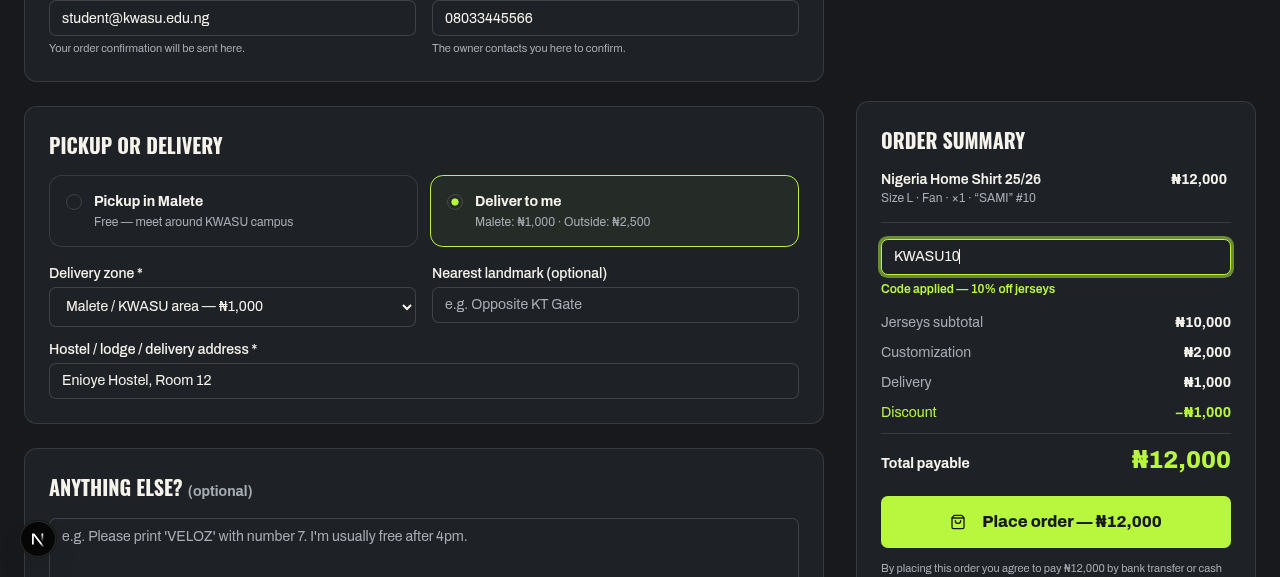 student@kwasu.edu.ng
08033445566
Your order confirmation will be sent here.
The owner contacts you here to confirm.
PICKUP OR DELIVERY
Pickup in Malete
Free — meet around KWASU campus
Deliver to me
Malete: ₦1,000 · Outside: ₦2,500
Delivery zone *
Nearest landmark (optional)
Malete / KWASU area — ₦1,000
e.g. Opposite KT Gate
Hostel / lodge / delivery address *
Enioye Hostel, Room 12
ANYTHING ELSE? (optional)
e.g. Please print 'VELOZ' with number 7. I'm usually free after 4pm.
N
ORDER SUMMARY
Nigeria Home Shirt 25/26 ₦12,000
Size L · Fan · ×1 · “SAMI” #10
KWASU10
Code applied — 10% off jerseys
Jerseys subtotal ₦10,000
Customization ₦2,000
Delivery ₦1,000
Discount −₦1,000
Total payable ₦12,000
Place order — ₦12,000
By placing this order you agree to pay ₦12,000 by bank transfer or cash